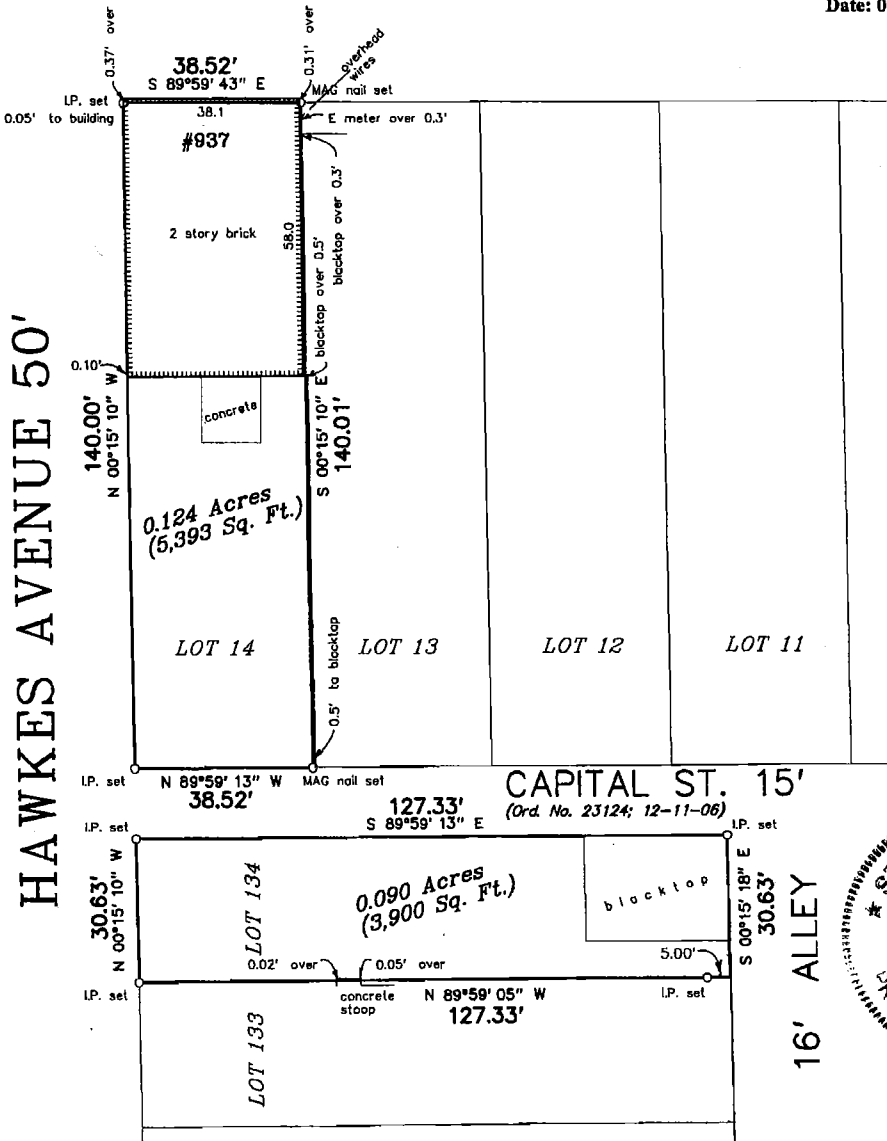 Date: 0
0.37' over
38.52'
S 89°59' 43" E
0.31' over
overhead
wires
I.P. set
MAG nail set
0.05' to building
38.1
E meter over 0.3'
#937
2 story brick
58.0
blacktop over 0.5'
blacktop over 0.3'
HAWKES AVENUE 50'
0.10'
140.00'
N 00°15' 10" W
concrete
S 00°15' 10" E
140.01'
0.124 Acres
(5,393 Sq. Ft.)
LOT 14
LOT 13
LOT 12
LOT 11
0.5' to blacktop
I.P. set
N 89°59' 13" W
38.52'
MAG nail set
CAPITAL ST. 15'
(Ord. No. 23124; 12-11-06)
127.33'
S 89°59' 13" E
I.P. set
I.P. set
30.63'
N 00°15' 10" W
LOT 134
0.090 Acres
(3,900 Sq. Ft.)
blacktop
S 00°15' 18" E
30.63'
16' ALLEY
0.02' over
0.05' over
5.00'
I.P. set
concrete
stoop
N 89°59' 05" W
127.33'
I.P. set
LOT 133